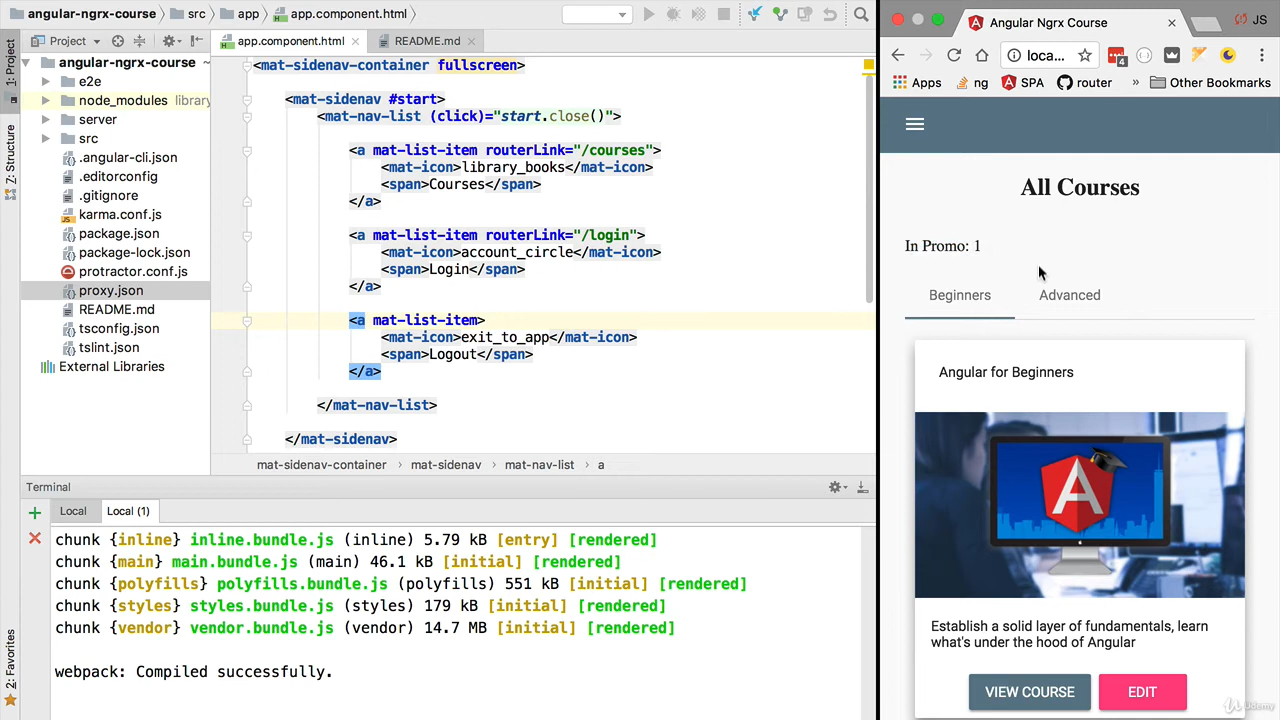 angular-ngrx-course src app app.component.html
Project
app.component.html
README.md
1: Project
Z: Structure
2: Favorites
angular-ngrx-course
e2e
node_modules library
server
src
.angular-cli.json
.editorconfig
.gitignore
karma.conf.js
package.json
package-lock.json
protractor.conf.js
proxy.json
README.md
tsconfig.json
tslint.json
External Libraries
<mat-sidenav-container fullscreen>
<mat-sidenav #start>
<mat-nav-list (click)="start.close()">
<a mat-list-item routerLink="/courses">
<mat-icon>library_books</mat-icon>
<span>Courses</span>
</a>
<a mat-list-item routerLink="/login">
<mat-icon>account_circle</mat-icon>
<span>Login</span>
</a>
<a mat-list-item>
<mat-icon>exit_to_app</mat-icon>
<span>Logout</span>
</a>
</mat-nav-list>
</mat-sidenav>
mat-sidenav-container › mat-sidenav › mat-nav-list › a
Terminal
Local Local (1)
chunk {inline} inline.bundle.js (inline) 5.79 kB [entry] [rendered]
chunk {main} main.bundle.js (main) 46.1 kB [initial] [rendered]
chunk {polyfills} polyfills.bundle.js (polyfills) 551 kB [initial] [rendered]
chunk {styles} styles.bundle.js (styles) 179 kB [initial] [rendered]
chunk {vendor} vendor.bundle.js (vendor) 14.7 MB [initial] [rendered]
webpack: Compiled successfully.
Angular Ngrx Course
JS
loca...
4
Apps ng SPA router » Other Bookmarks
All Courses
In Promo: 1
Beginners Advanced
Angular for Beginners
A
Establish a solid layer of fundamentals, learn
what's under the hood of Angular
VIEW COURSE EDIT
Udemy